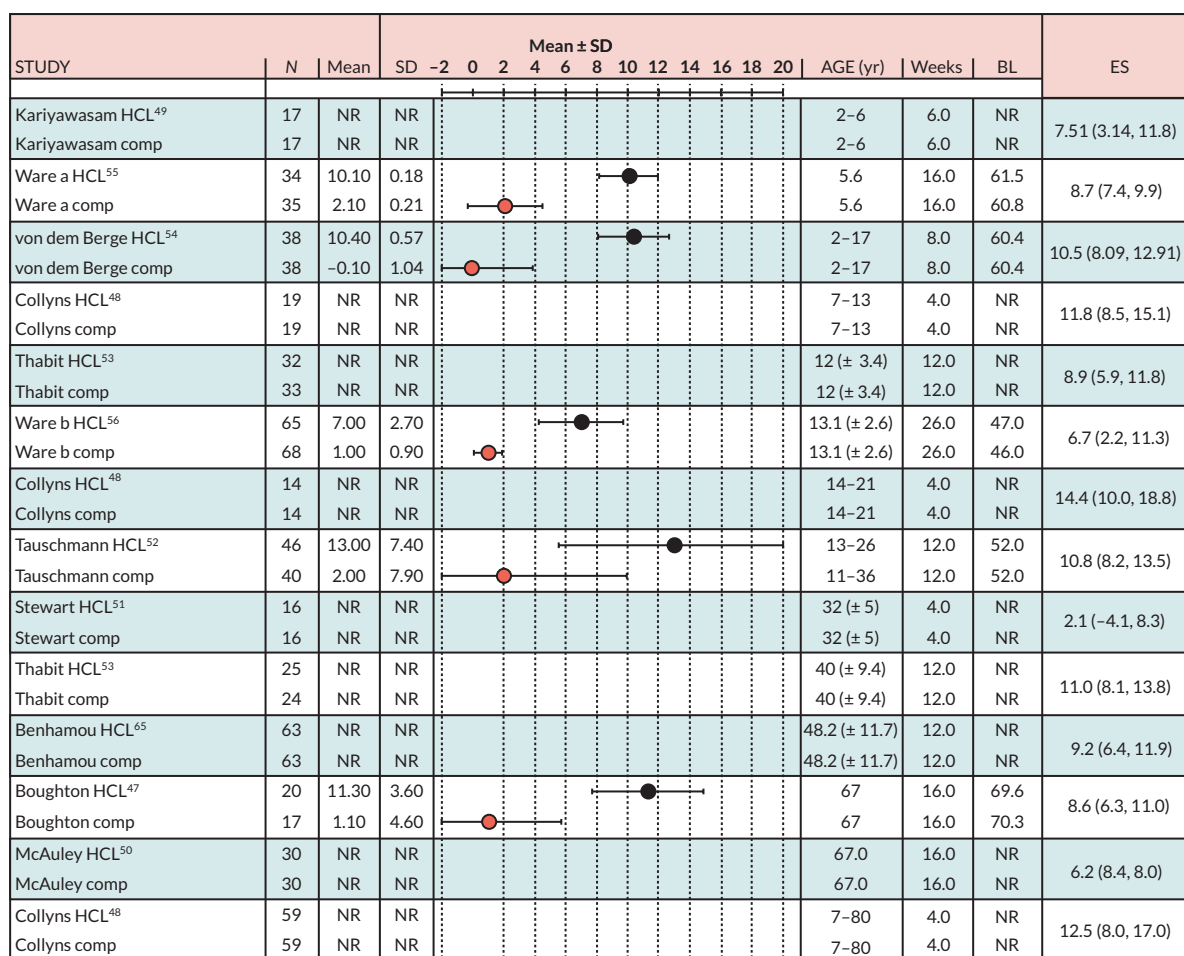 Mean ± SD
STUDY N Mean SD −2 0 2 4 6 8 10 12 14 16 18 20 AGE (yr) Weeks BL ES
Kariyawasam HCL49 17 NR NR 2–6 6.0 NR
7.51 (3.14, 11.8)
Kariyawasam comp 17 NR NR 2–6 6.0 NR
Ware a HCL55 34 10.10 0.18 5.6 16.0 61.5
8.7 (7.4, 9.9)
Ware a comp 35 2.10 0.21 5.6 16.0 60.8
von dem Berge HCL54 38 10.40 0.57 2–17 8.0 60.4
10.5 (8.09, 12.91)
von dem Berge comp 38 −0.10 1.04 2–17 8.0 60.4
Collyns HCL48 19 NR NR 7–13 4.0 NR
11.8 (8.5, 15.1)
Collyns comp 19 NR NR 7–13 4.0 NR
Thabit HCL53 32 NR NR 12 (± 3.4) 12.0 NR
8.9 (5.9, 11.8)
Thabit comp 33 NR NR 12 (± 3.4) 12.0 NR
Ware b HCL56 65 7.00 2.70 13.1 (± 2.6) 26.0 47.0
6.7 (2.2, 11.3)
Ware b comp 68 1.00 0.90 13.1 (± 2.6) 26.0 46.0
Collyns HCL48 14 NR NR 14–21 4.0 NR
14.4 (10.0, 18.8)
Collyns comp 14 NR NR 14–21 4.0 NR
Tauschmann HCL52 46 13.00 7.40 13–26 12.0 52.0
10.8 (8.2, 13.5)
Tauschmann comp 40 2.00 7.90 11–36 12.0 52.0
Stewart HCL51 16 NR NR 32 (± 5) 4.0 NR
2.1 (−4.1, 8.3)
Stewart comp 16 NR NR 32 (± 5) 4.0 NR
Thabit HCL53 25 NR NR 40 (± 9.4) 12.0 NR
11.0 (8.1, 13.8)
Thabit comp 24 NR NR 40 (± 9.4) 12.0 NR
Benhamou HCL65 63 NR NR 48.2 (± 11.7) 12.0 NR
9.2 (6.4, 11.9)
Benhamou comp 63 NR NR 48.2 (± 11.7) 12.0 NR
Boughton HCL47 20 11.30 3.60 67 16.0 69.6
8.6 (6.3, 11.0)
Boughton comp 17 1.10 4.60 67 16.0 70.3
McAuley HCL50 30 NR NR 67.0 16.0 NR
6.2 (8.4, 8.0)
McAuley comp 30 NR NR 67.0 16.0 NR
Collyns HCL48 59 NR NR 7–80 4.0 NR
12.5 (8.0, 17.0)
Collyns comp 59 NR NR 7–80 4.0 NR